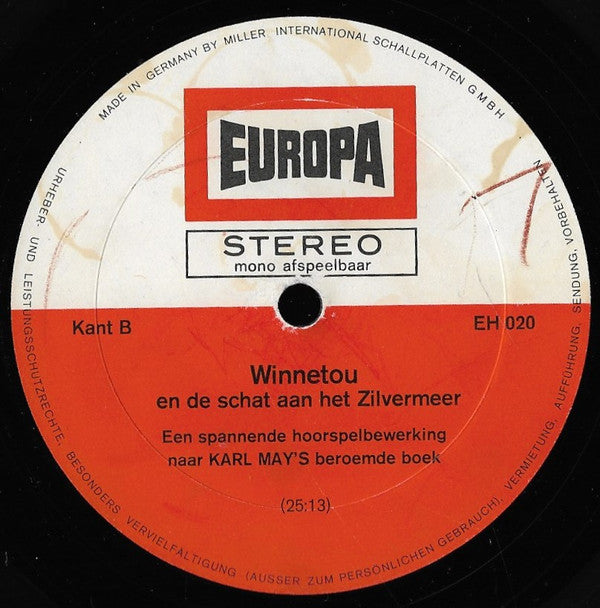 MADE IN GERMANY BY MILLER INTERNATIONAL SCHALLPLATTEN GMBH
EUROPA
STEREO
mono afspeelbaar
Kant B
EH 020
Winnetou
en de schat aan het Zilvermeer
Een spannende hoorspelbewerking
naar KARL MAY'S beroemde boek
(25:13)
URHEBER- UND LEISTUNGSSCHUTZRECHTE, BESONDERS VERVIELFÄLTIGUNG (AUSSER ZUM PERSÖNLICHEN GEBRAUCH), VERMIETUNG, AUFFÜHRUNG, SENDUNG, VORBEHALTEN
1